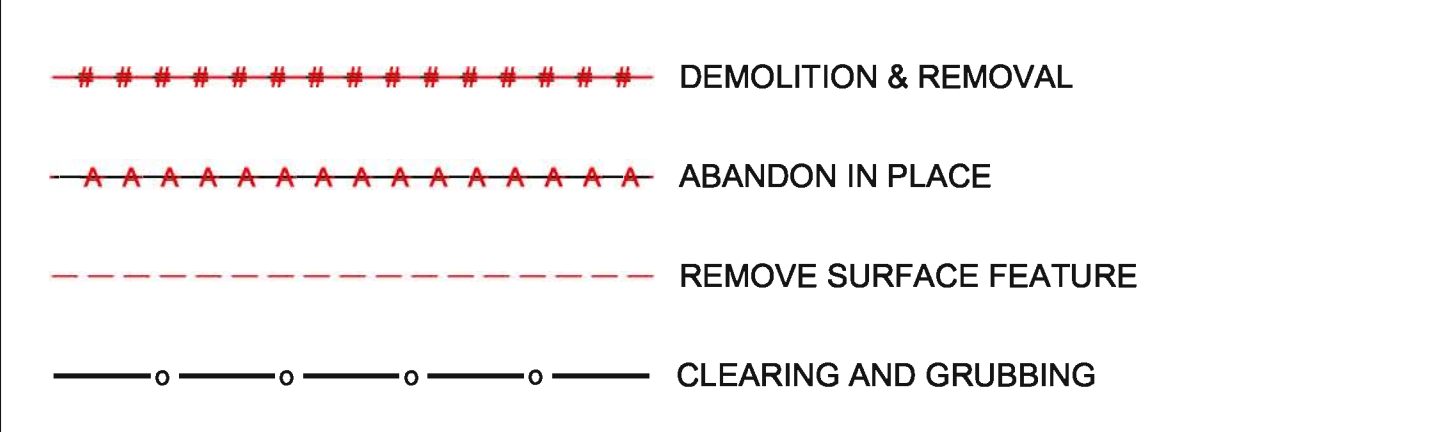 # # # # # # # # # # # # # # # DEMOLITION & REMOVAL
A A A A A A A A A A A A A A A ABANDON IN PLACE
REMOVE SURFACE FEATURE
o o o o CLEARING AND GRUBBING